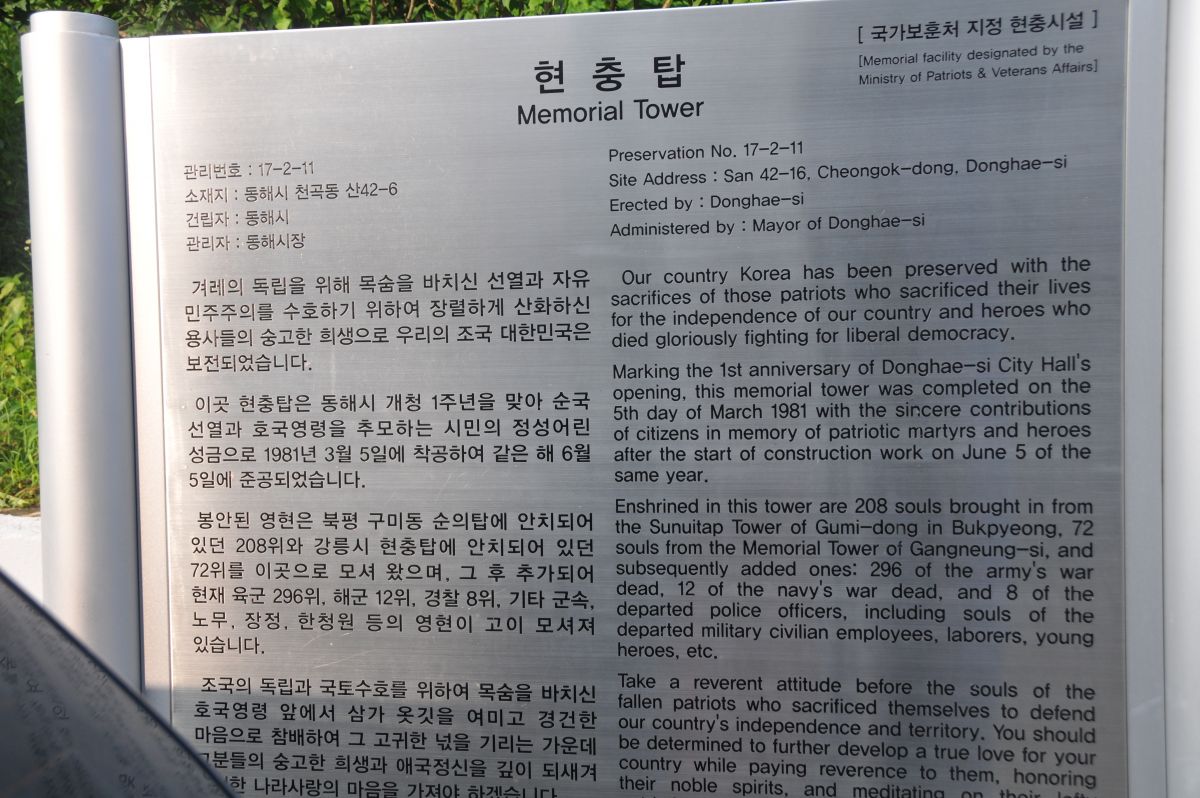 [ 국가보훈처 지정 현충시설 ]
[Memorial facility designated by the
Ministry of Patriots & Veterans Affairs]
현충탑
Memorial Tower
관리번호 : 17-2-11
소재지 : 동해시 천곡동 산42-6
건립자 : 동해시
관리자 : 동해시장
겨레의 독립을 위해 목숨을 바치신 선열과 자유
민주주의를 수호하기 위하여 장렬하게 산화하신
용사들의 숭고한 희생으로 우리의 조국 대한민국은
보전되었습니다.
이곳 현충탑은 동해시 개청 1주년을 맞아 순국
선열과 호국영령을 추모하는 시민의 정성어린
성금으로 1981년 3월 5일에 착공하여 같은 해 6월
5일에 준공되었습니다.
봉안된 영현은 북평 구미동 순의탑에 안치되어
있던 208위와 강릉시 현충탑에 안치되어 있던
72위를 이곳으로 모셔 왔으며, 그 후 추가되어
현재 육군 296위, 해군 12위, 경찰 8위, 기타 군속,
노무, 장정, 한청원 등의 영현이 고이 모셔져
있습니다.
조국의 독립과 국토수호를 위하여 목숨을 바치신
호국영령 앞에서 삼가 옷깃을 여미고 경건한
마음으로 참배하여 그 고귀한 넋을 기리는 가운데
그분들의 숭고한 희생과 애국정신을 깊이 되새겨
한 나라사랑의 마음을 가져야 하겠습니다.
Preservation No. 17-2-11
Site Address : San 42-16, Cheongok-dong, Donghae-si
Erected by : Donghae-si
Administered by : Mayor of Donghae-si
Our country Korea has been preserved with the
sacrifices of those patriots who sacrificed their lives
for the independence of our country and heroes who
died gloriously fighting for liberal democracy.
Marking the 1st anniversary of Donghae-si City Hall's
opening, this memorial tower was completed on the
5th day of March 1981 with the sincere contributions
of citizens in memory of patriotic martyrs and heroes
after the start of construction work on June 5 of the
same year.
Enshrined in this tower are 208 souls brought in from
the Sunuitap Tower of Gumi-dong in Bukpyeong, 72
souls from the Memorial Tower of Gangneung-si, and
subsequently added ones: 296 of the army's war
dead, 12 of the navy's war dead, and 8 of the
departed police officers, including souls of the
departed military civilian employees, laborers, young
heroes, etc.
Take a reverent attitude before the souls of the
fallen patriots who sacrificed themselves to defend
our country's independence and territory. You should
be determined to further develop a true love for your
country while paying reverence to them, honoring
their noble spirits, and meditating on their